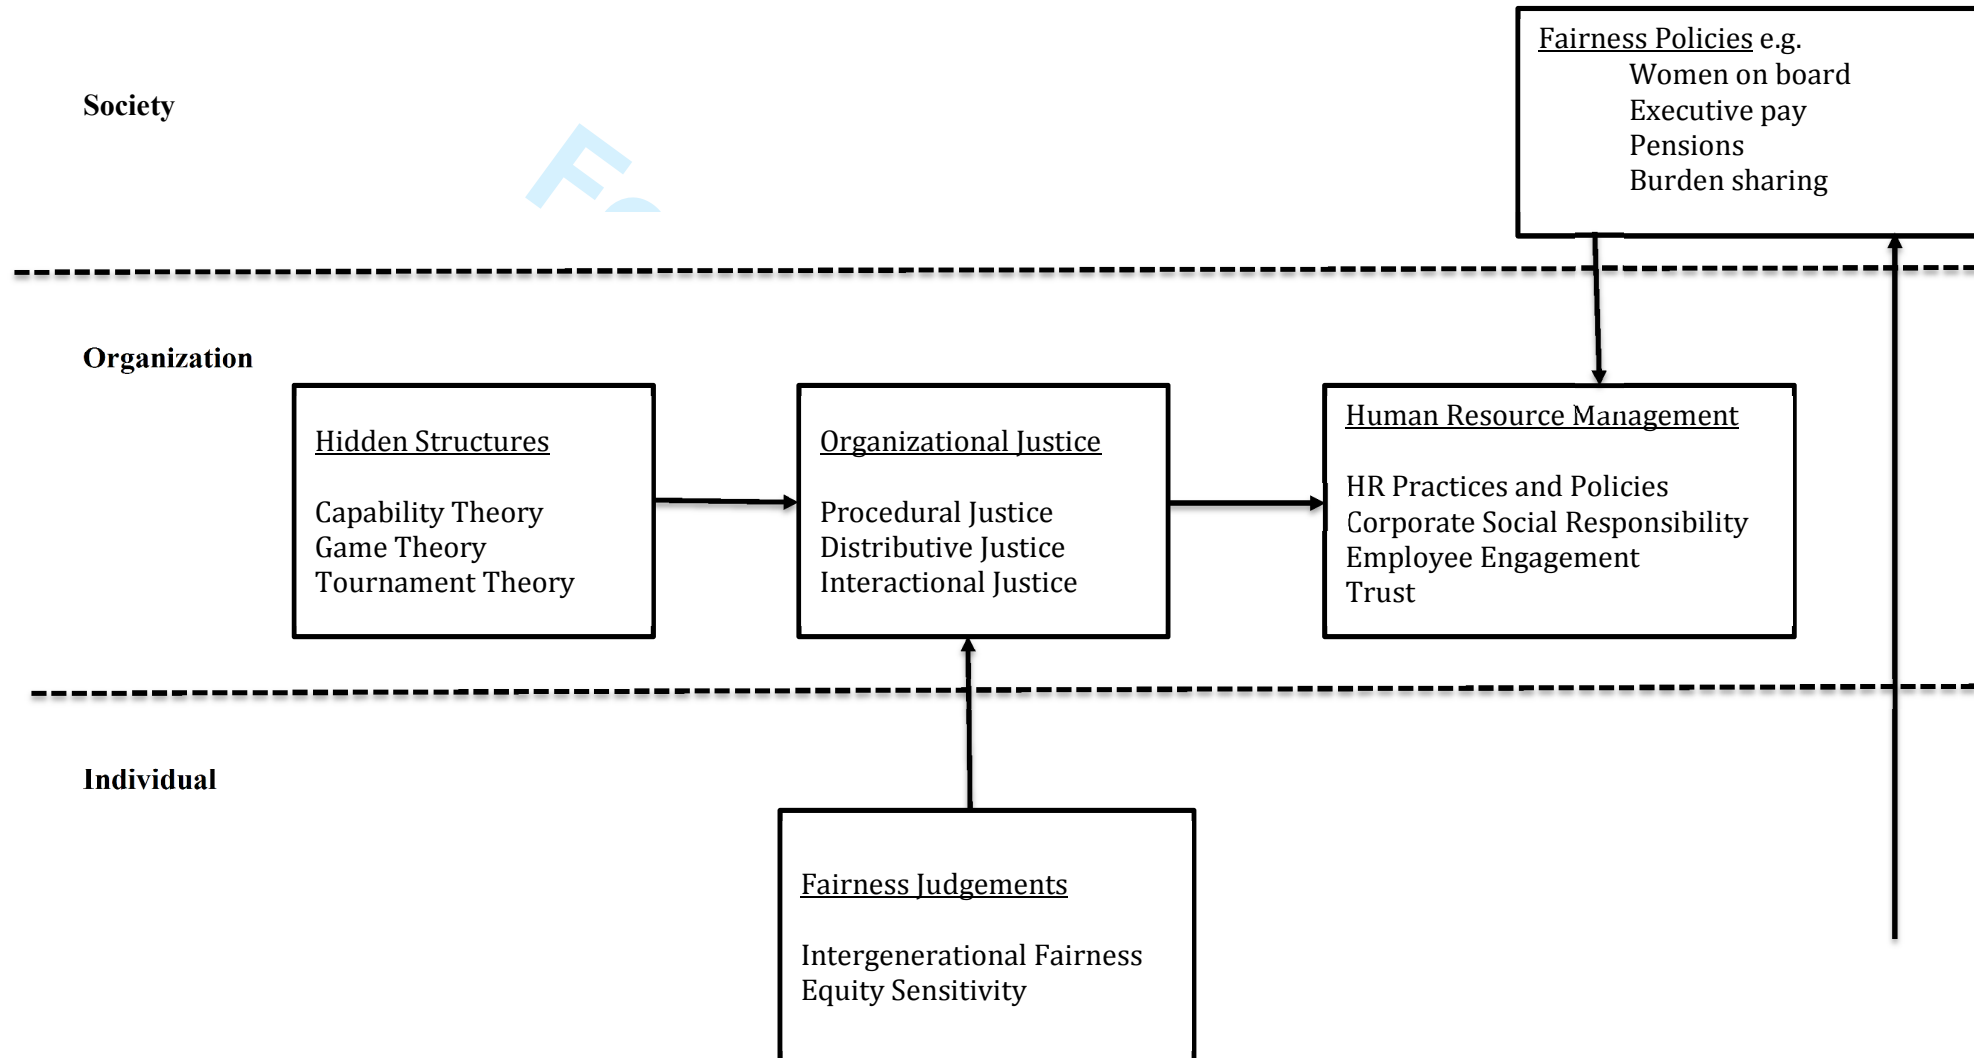 Fairness Policies e.g.
Women on board
Executive pay
Pensions
Burden sharing
Society
Organization
Hidden Structures
Capability Theory
Game Theory
Tournament Theory
Organizational Justice
Procedural Justice
Distributive Justice
Interactional Justice
Human Resource Management
HR Practices and Policies
Corporate Social Responsibility
Employee Engagement
Trust
Individual
Fairness Judgements
Intergenerational Fairness
Equity Sensitivity